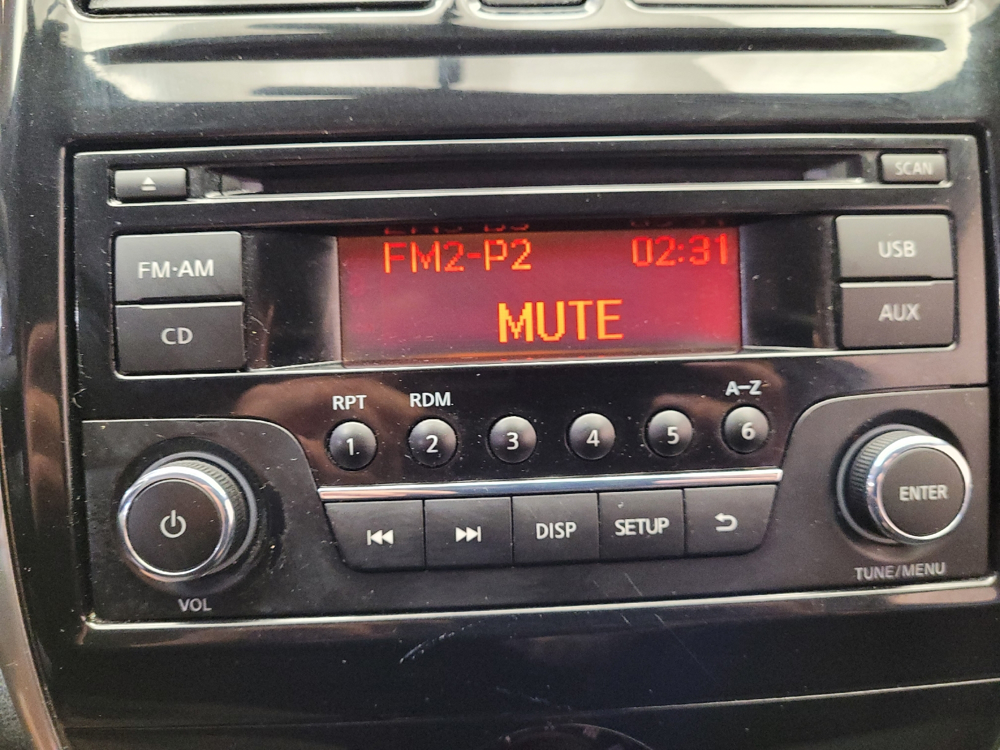 SCAN
FM·AM
FM2-P2 02:31
USB
CD
MUTE
AUX
RPT RDM A-Z
1 2 3 4 5 6
ENTER
DISP SETUP
VOL
TUNE/MENU